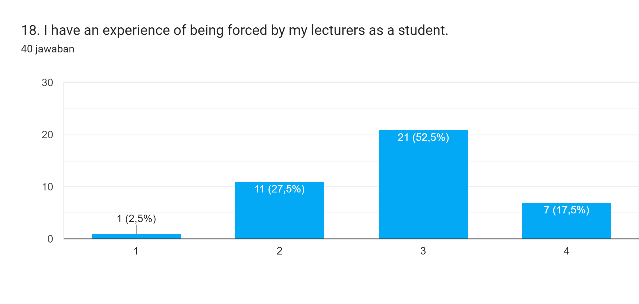 18. I have an experience of being forced by my lecturers as a student.
40 jawaban
30
20
10
0
1 (2,5%)
11 (27,5%)
21 (52,5%)
7 (17,5%)
1 2 3 4